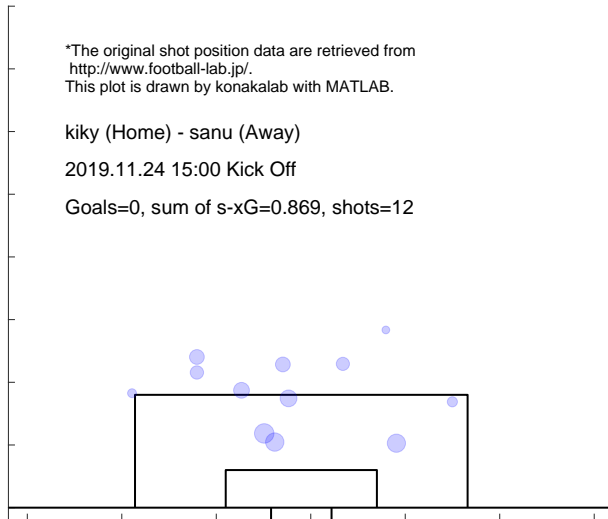 *The original shot position data are retrieved from
http://www.football-lab.jp/.
This plot is drawn by konakalab with MATLAB.
kiky (Home) - sanu (Away)
2019.11.24 15:00 Kick Off
Goals=0, sum of s-xG=0.869, shots=12